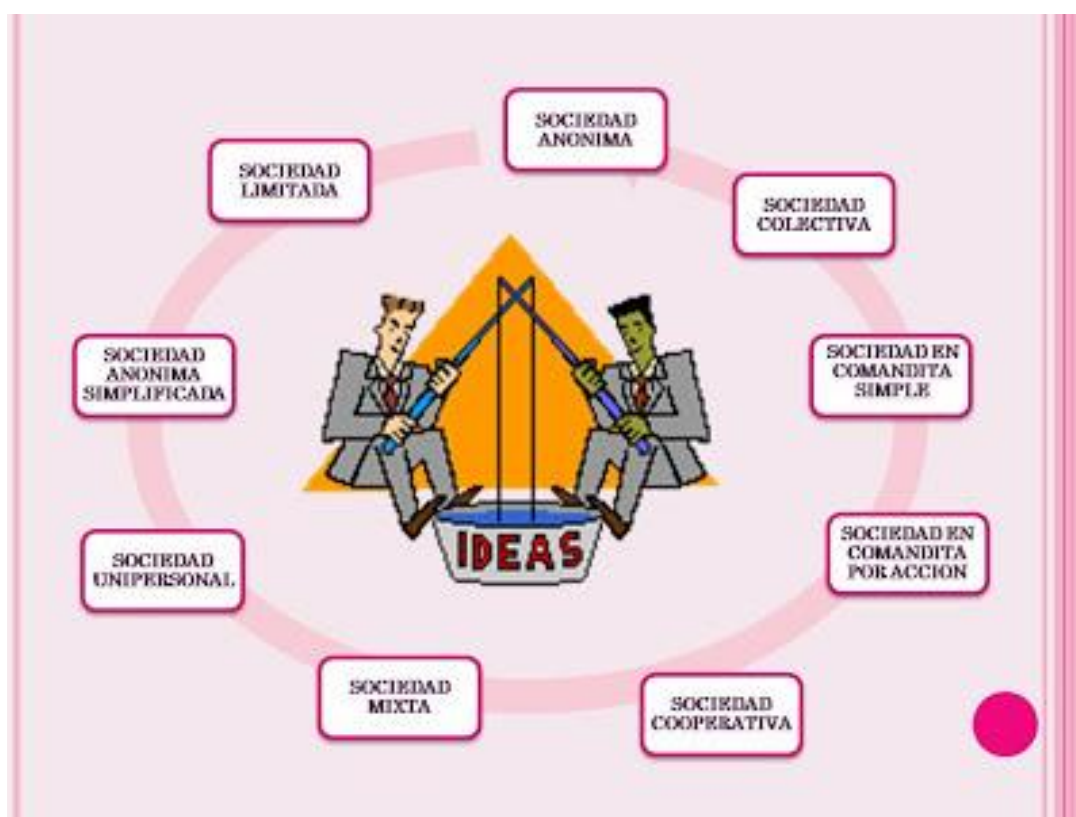 SOCIEDAD
ANONIMA
SOCIEDAD
COLECTIVA
SOCIEDAD EN
COMANDITA
SIMPLE
SOCIEDAD EN
COMANDITA
POR ACCION
SOCIEDAD
COOPERATIVA
SOCIEDAD
MIXTA
SOCIEDAD
UNIPERSONAL
SOCIEDAD
ANONIMA
SIMPLIFICADA
SOCIEDAD
LIMITADA
IDEAS